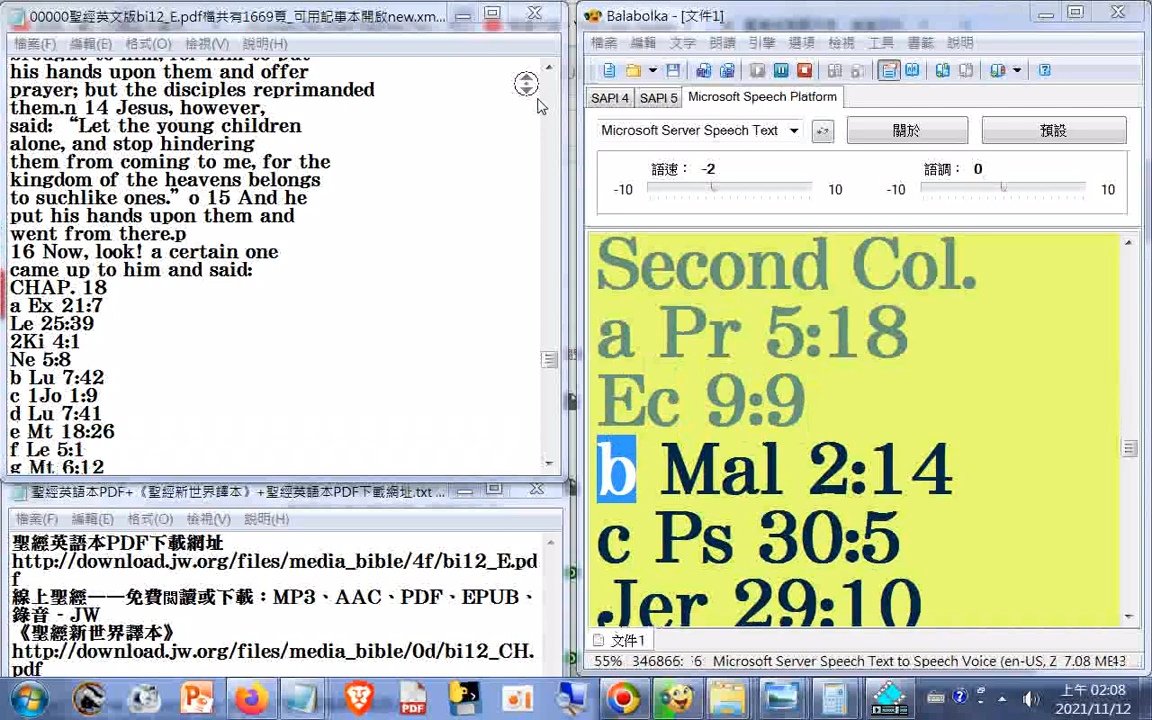 00000聖經英文版bi12_E.pdf檔共有1669頁_可用記事本開啟new.xm...
檔案(F) 編輯(E) 格式(O) 檢視(V) 說明(H)
his hands upon them and offer
prayer; but the disciples reprimanded
them.n 14 Jesus, however,
said: “Let the young children
alone, and stop hindering
them from coming to me, for the
kingdom of the heavens belongs
to suchlike ones.” o 15 And he
put his hands upon them and
went from there.p
16 Now, look! a certain one
came up to him and said:
CHAP. 18
a Ex 21:7
Le 25:39
2Ki 4:1
Ne 5:8
b Lu 7:42
c 1Jo 1:9
d Lu 7:41
e Mt 18:26
f Le 5:1
g Mt 6:12
聖經英語本PDF+《聖經新世界譯本》+聖經英語本PDF下載網址.txt ...
檔案(F) 編輯(E) 格式(O) 檢視(V) 說明(H)
聖經英語本PDF下載網址
http://download.jw.org/files/media_bible/4f/bi12_E.pd
f
線上聖經——免費閱讀或下載：MP3、AAC、PDF、EPUB、
錄音 - JW
《聖經新世界譯本》
http://download.jw.org/files/media_bible/0d/bi12_CH.
pdf
Balabolka - [文件1]
檔案 編輯 文字 朗讀 引擎 選項 檢視 工具 書籤 說明
SAPI 4 SAPI 5 Microsoft Speech Platform
Microsoft Server Speech Text 關於 預設
語速： -2 語調： 0
-10 10 -10 10
Second Col.
a Pr 5:18
Ec 9:9
b Mal 2:14
c Ps 30:5
Jer 29:10
文件1
55% 346866: Microsoft Server Speech Text to Speech Voice (en-US, Z 7.08 MB
PDF
上午 02:08
2021/11/12